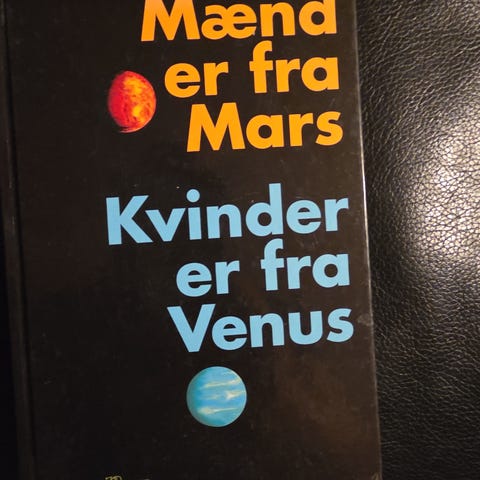 Mænd
er fra
Mars
Kvinder
er fra
Venus